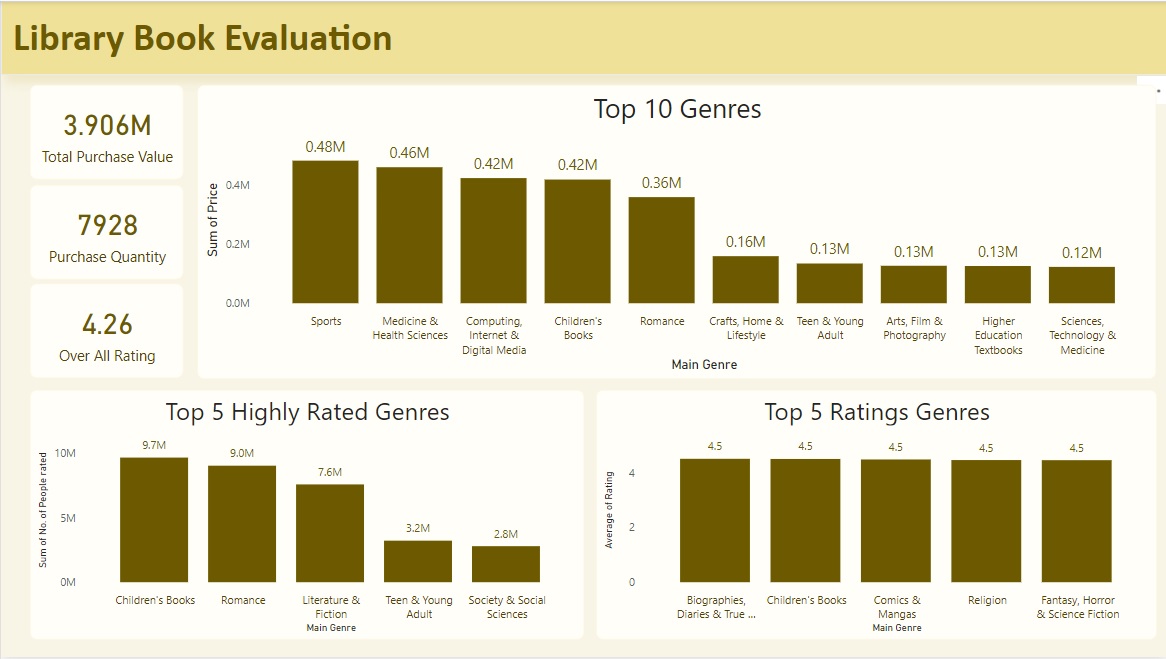 Library Book Evaluation
3.906M
Total Purchase Value
7928
Purchase Quantity
4.26
Over All Rating
Top 10 Genres
Sum of Price
0.4M
0.2M
0.0M
0.48M
0.46M
0.42M
0.42M
0.36M
0.16M
0.13M
0.13M
0.13M
0.12M
Sports
Medicine &
Health Sciences
Computing,
Internet &
Digital Media
Children's
Books
Romance
Crafts, Home &
Lifestyle
Teen & Young
Adult
Arts, Film &
Photography
Higher
Education
Textbooks
Sciences,
Technology &
Medicine
Main Genre
Top 5 Highly Rated Genres
Sum of No. of People rated
10M
5M
0M
9.7M
9.0M
7.6M
3.2M
2.8M
Children's Books
Romance
Literature &
Fiction
Teen & Young
Adult
Society & Social
Sciences
Main Genre
Top 5 Ratings Genres
Average of Rating
4
2
0
4.5
4.5
4.5
4.5
4.5
Biographies,
Diaries & True ...
Children's Books
Comics &
Mangas
Religion
Fantasy, Horror
& Science Fiction
Main Genre